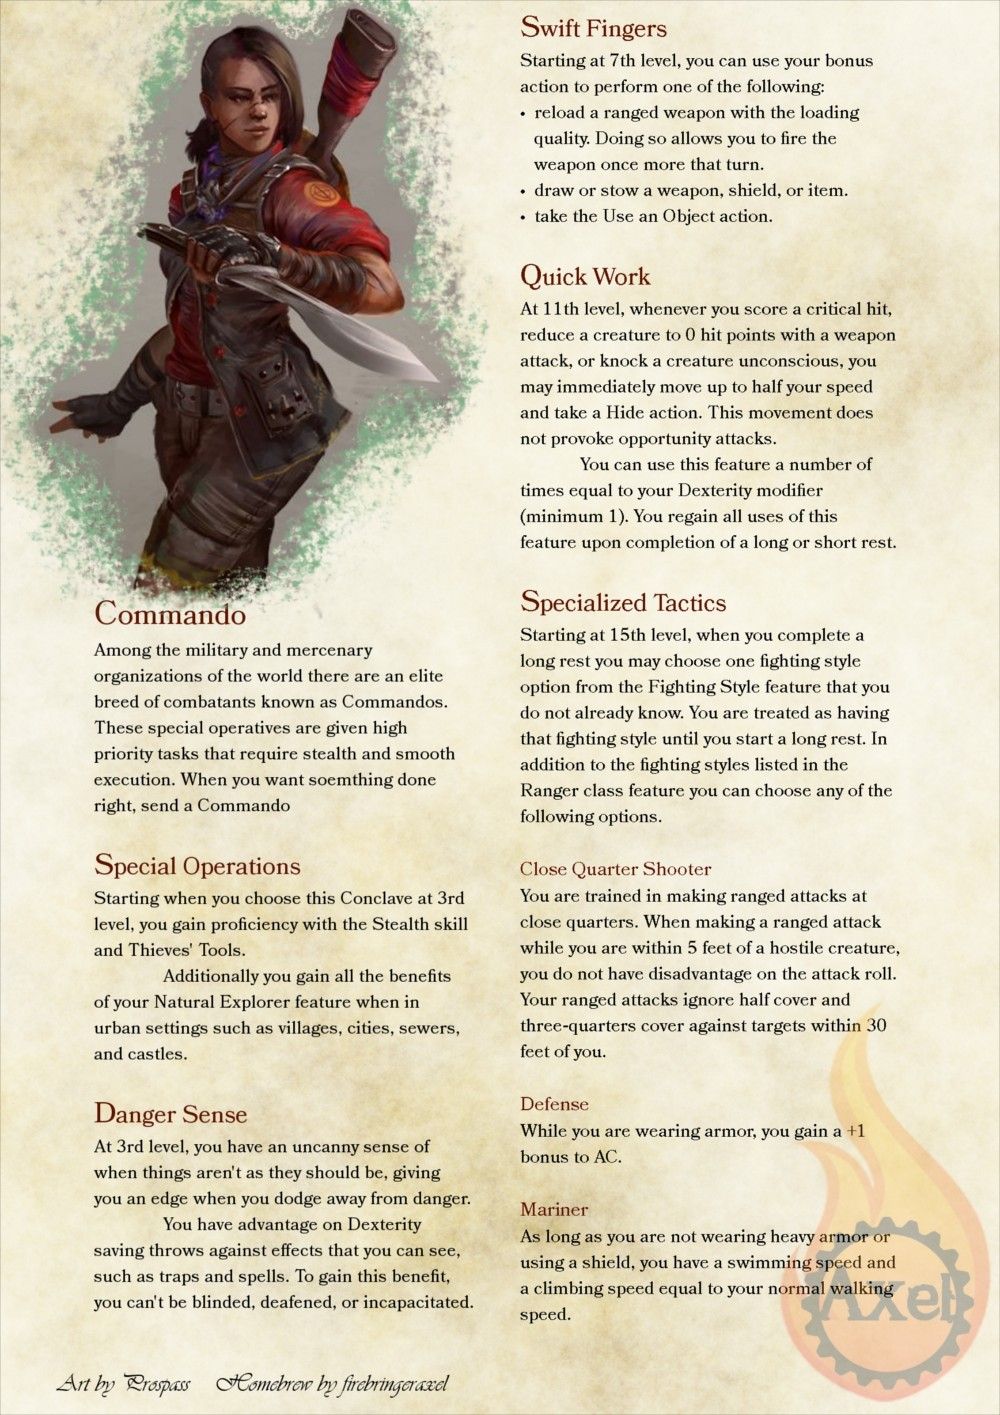 Commando
Among the military and mercenary
organizations of the world there are an elite
breed of combatants known as Commandos.
These special operatives are given high
priority tasks that require stealth and smooth
execution. When you want soemthing done
right, send a Commando
Special Operations
Starting when you choose this Conclave at 3rd
level, you gain proficiency with the Stealth skill
and Thieves' Tools.
Additionally you gain all the benefits
of your Natural Explorer feature when in
urban settings such as villages, cities, sewers,
and castles.
Danger Sense
At 3rd level, you have an uncanny sense of
when things aren't as they should be, giving
you an edge when you dodge away from danger.
You have advantage on Dexterity
saving throws against effects that you can see,
such as traps and spells. To gain this benefit,
you can't be blinded, deafened, or incapacitated.
Swift Fingers
Starting at 7th level, you can use your bonus
action to perform one of the following:
• reload a ranged weapon with the loading
quality. Doing so allows you to fire the
weapon once more that turn.
• draw or stow a weapon, shield, or item.
• take the Use an Object action.
Quick Work
At 11th level, whenever you score a critical hit,
reduce a creature to 0 hit points with a weapon
attack, or knock a creature unconscious, you
may immediately move up to half your speed
and take a Hide action. This movement does
not provoke opportunity attacks.
You can use this feature a number of
times equal to your Dexterity modifier
(minimum 1). You regain all uses of this
feature upon completion of a long or short rest.
Specialized Tactics
Starting at 15th level, when you complete a
long rest you may choose one fighting style
option from the Fighting Style feature that you
do not already know. You are treated as having
that fighting style until you start a long rest. In
addition to the fighting styles listed in the
Ranger class feature you can choose any of the
following options.
Close Quarter Shooter
You are trained in making ranged attacks at
close quarters. When making a ranged attack
while you are within 5 feet of a hostile creature,
you do not have disadvantage on the attack roll.
Your ranged attacks ignore half cover and
three-quarters cover against targets within 30
feet of you.
Defense
While you are wearing armor, you gain a +1
bonus to AC.
Mariner
As long as you are not wearing heavy armor or
using a shield, you have a swimming speed and
a climbing speed equal to your normal walking
speed.
Axel
Art by Prospass Homebrew by firebringeraxel